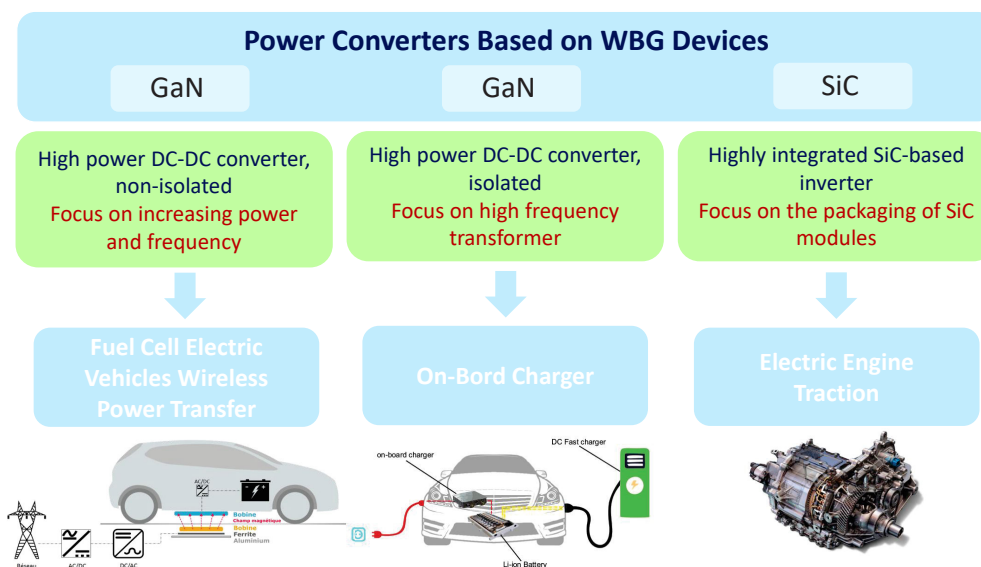 Power Converters Based on WBG Devices
GaN
GaN
SiC
High power DC-DC converter,
non-isolated
Focus on increasing power
and frequency
High power DC-DC converter,
isolated
Focus on high frequency
transformer
Highly integrated SiC-based
inverter
Focus on the packaging of SiC
modules
Fuel Cell Electric
Vehicles Wireless
Power Transfer
On-Bord Charger
Electric Engine
Traction
AC/DC
Bobine
Champ magnétique
Bobine
Ferrite
Aluminium
Réseau
AC/DC
DC/AC
on-board charger
DC Fast charger
Li-ion Battery